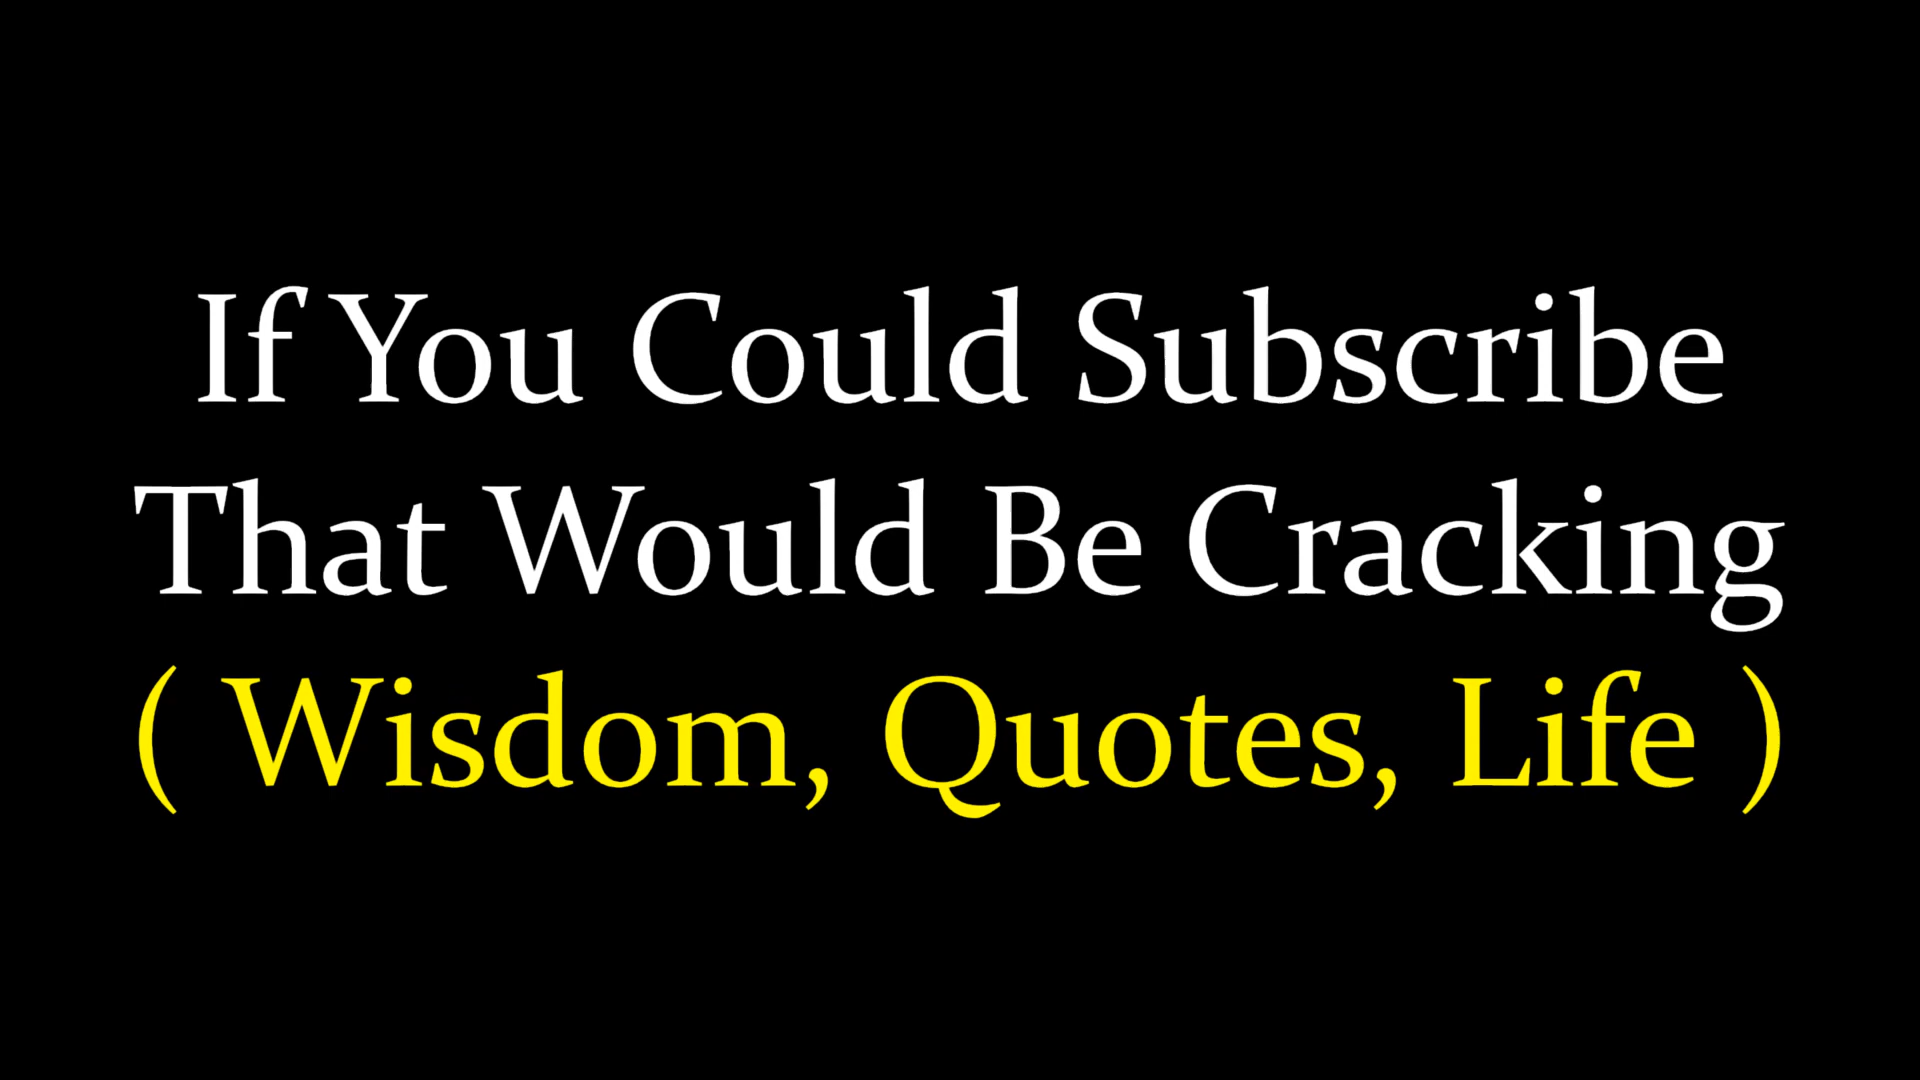 If You Could Subscribe
That Would Be Cracking
( Wisdom, Quotes, Life )